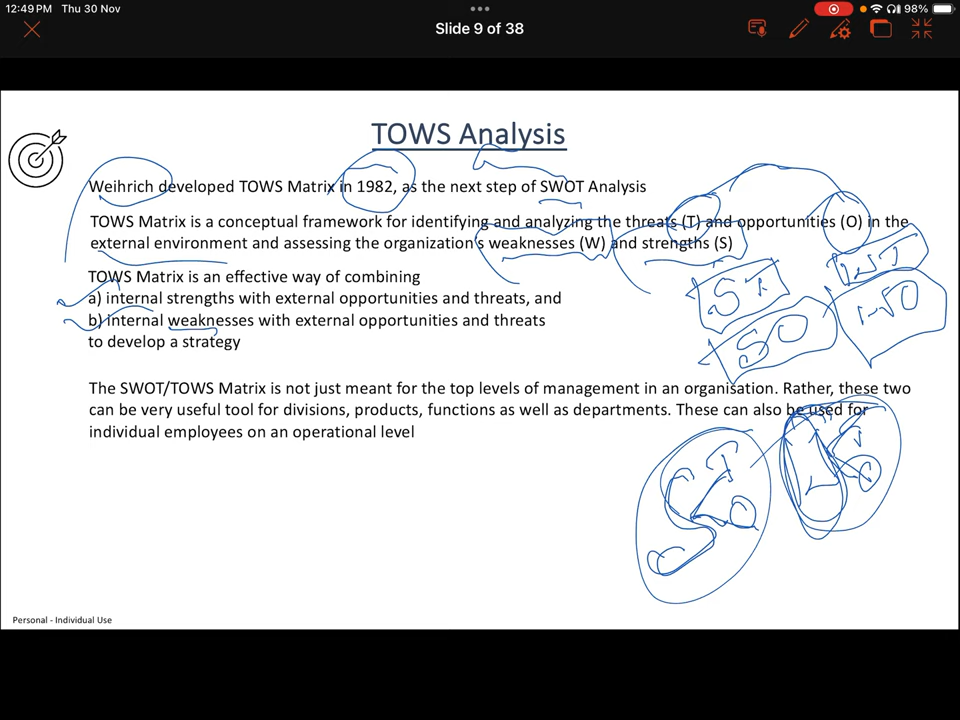 12:49 PM Thu 30 Nov
98%
Slide 9 of 38
TOWS Analysis
Weihrich developed TOWS Matrix in 1982, as the next step of SWOT Analysis
TOWS Matrix is a conceptual framework for identifying and analyzing the threats (T) and opportunities (O) in the
external environment and assessing the organization's weaknesses (W) and strengths (S)
TOWS Matrix is an effective way of combining
a) internal strengths with external opportunities and threats, and
b) internal weaknesses with external opportunities and threats
to develop a strategy
ST
SO
The SWOT/TOWS Matrix is not just meant for the top levels of management in an organisation. Rather, these two
can be very useful tool for divisions, products, functions as well as departments. These can also be used for
individual employees on an operational level
S T
O
Personal - Individual Use